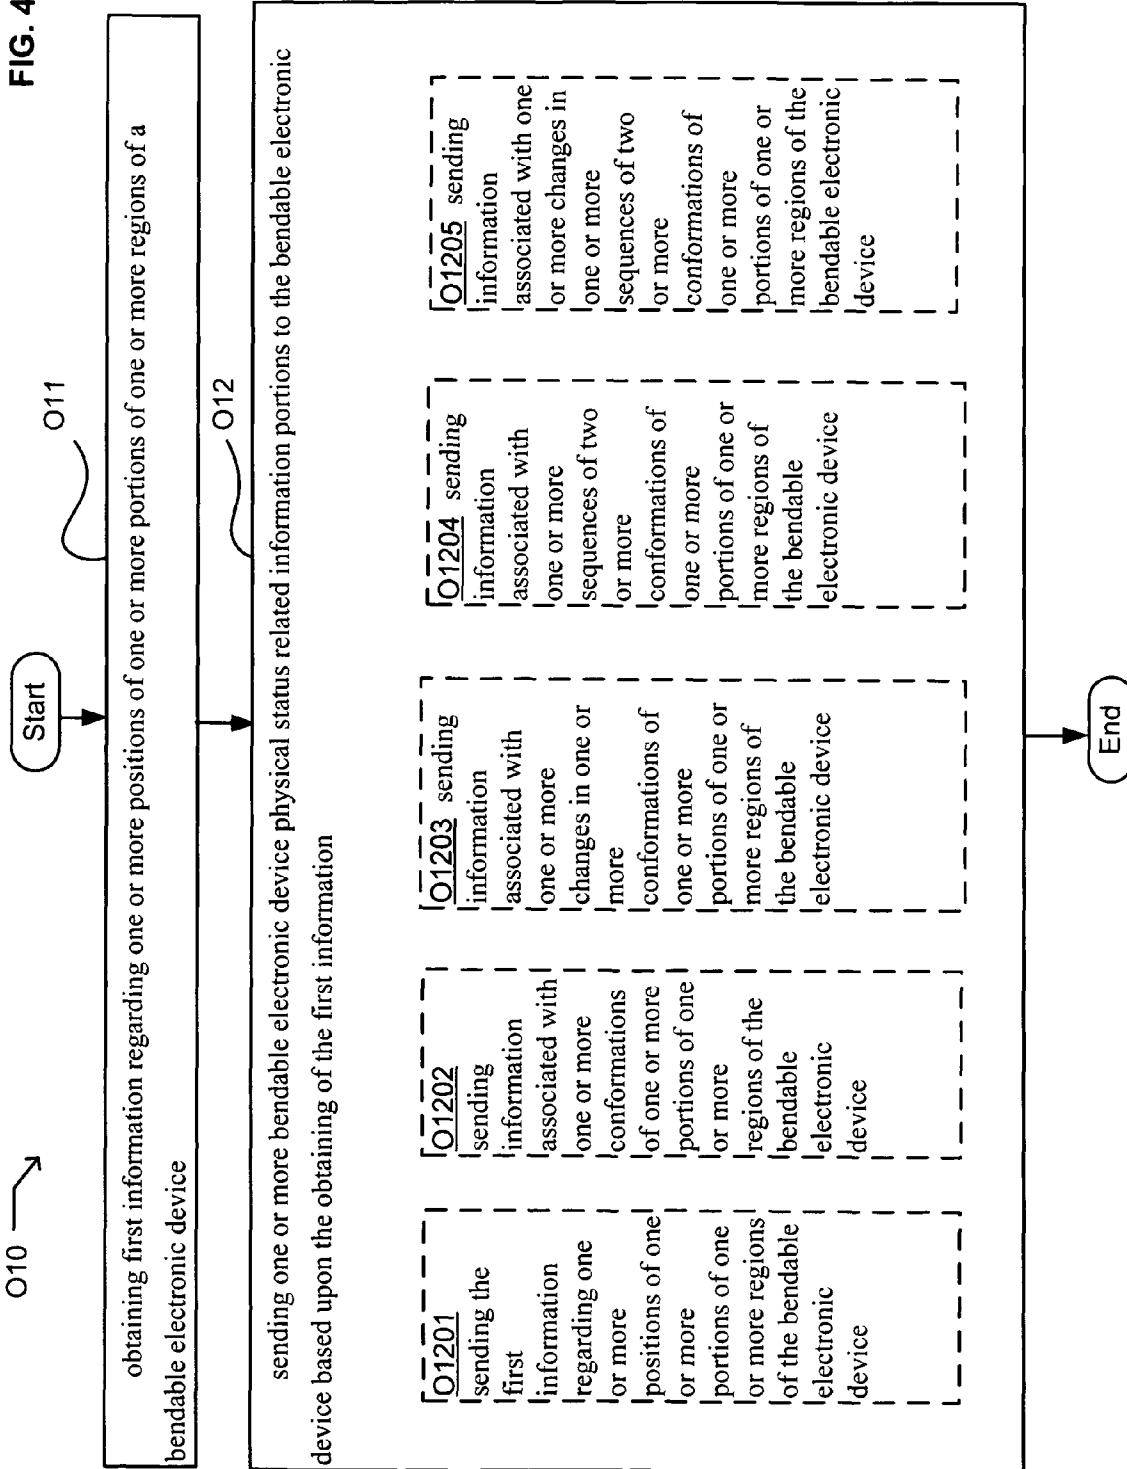 FIG. 4
O10
Start
O11
obtaining first information regarding one or more positions of one or more portions of one or more regions of a
bendable electronic device
O12
sending one or more bendable electronic device physical status related information portions to the bendable electronic
device based upon the obtaining of the first information
O1201
sending the
first
information
regarding one
or more
positions of one
or more
portions of one
or more regions
of the bendable
electronic
device
O1202
sending
information
associated with
one or more
conformations
of one or more
portions of one
or more
regions of the
bendable
electronic
device
O1203 sending
information
associated with
one or more
changes in one or
more
conformations of
one or more
portions of one or
more regions of
the bendable
electronic device
O1204 sending
information
associated with
one or more
sequences of two
or more
conformations of
one or more
portions of one or
more regions of
the bendable
electronic device
O1205 sending
information
associated with one
or more changes in
one or more
sequences of two
or more
conformations of
one or more
portions of one or
more regions of the
bendable electronic
device
End